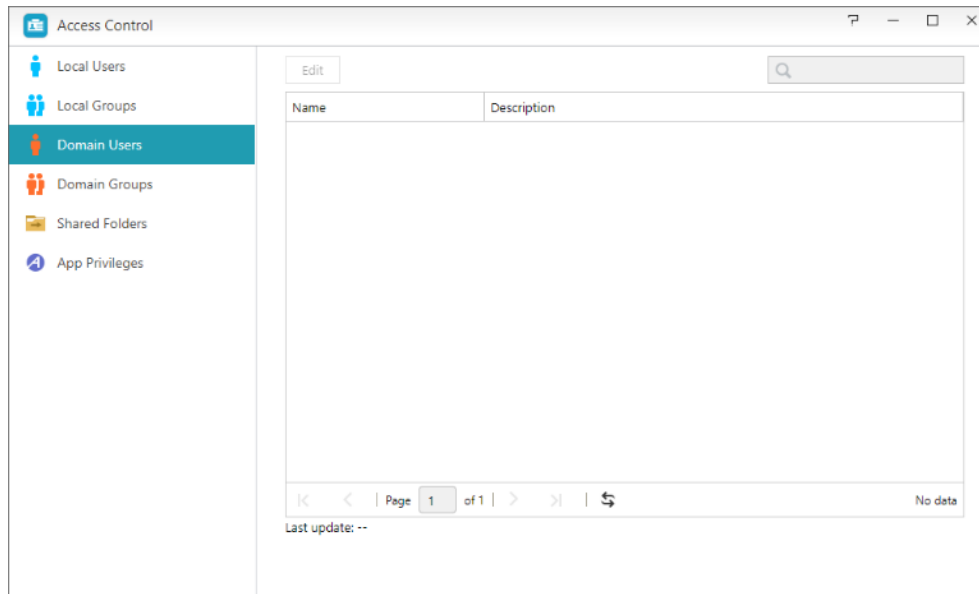 Access Control
Local Users
Local Groups
Domain Users
Domain Groups
Shared Folders
App Privileges
Edit
Name Description
Page 1 of 1 No data
Last update: --